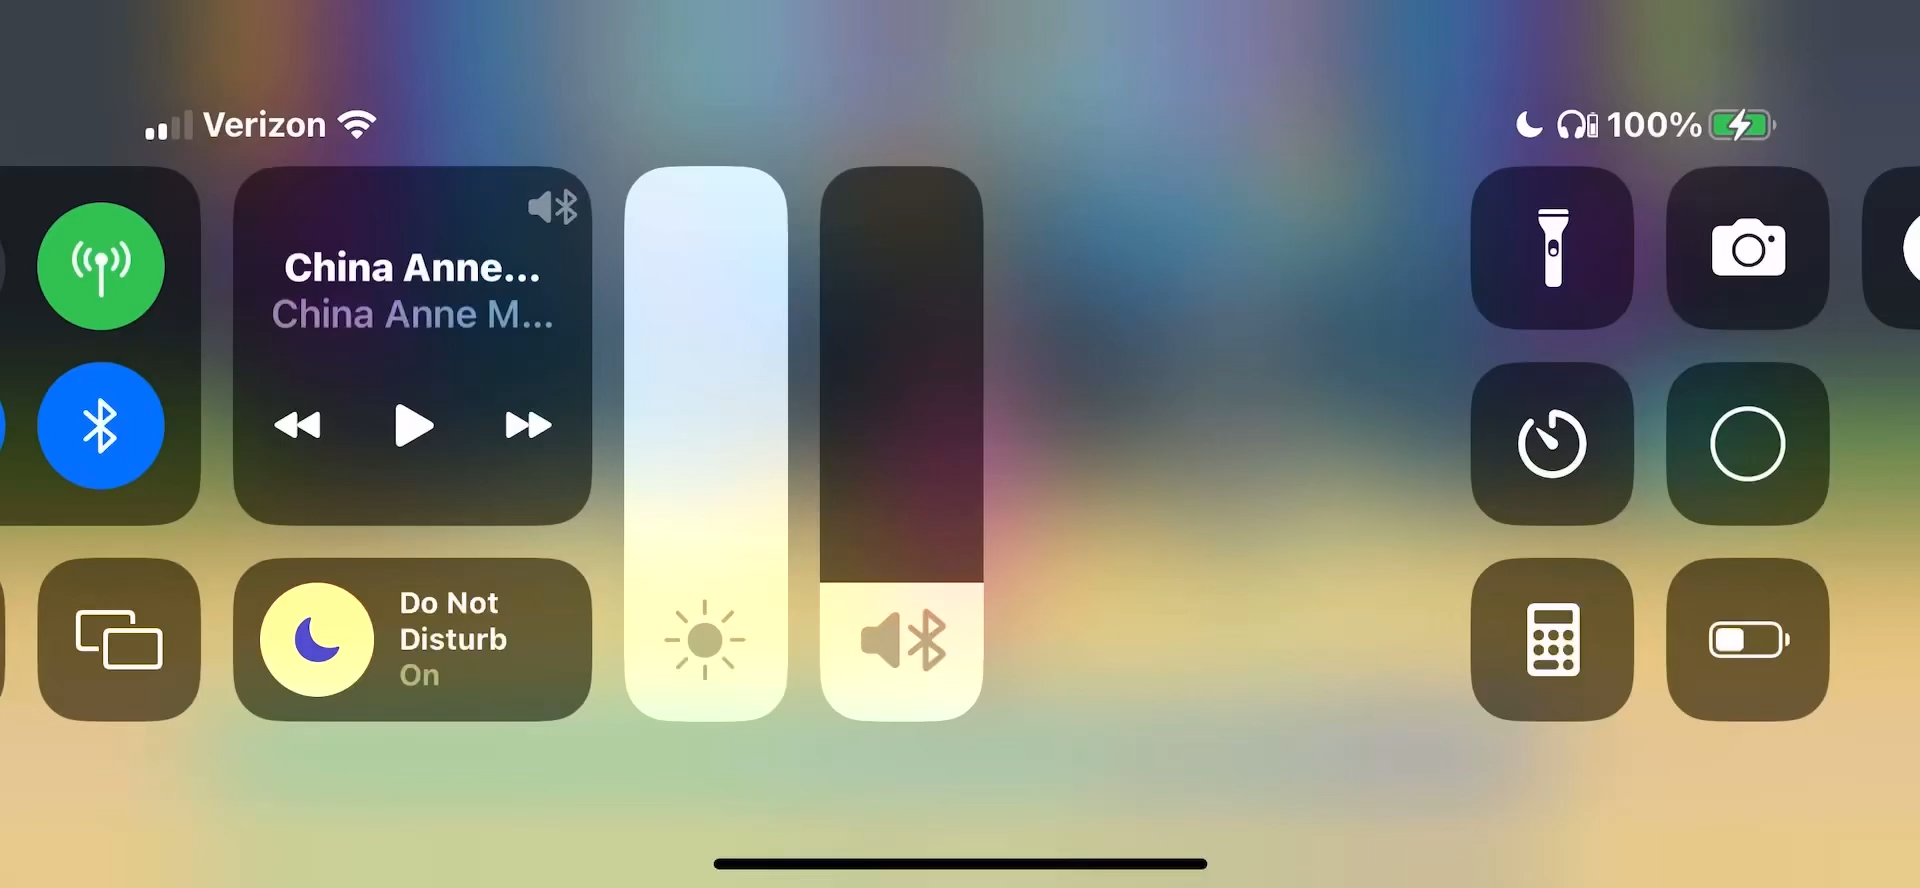 Verizon
100%
China Anne...
China Anne M...
Do Not
Disturb
On